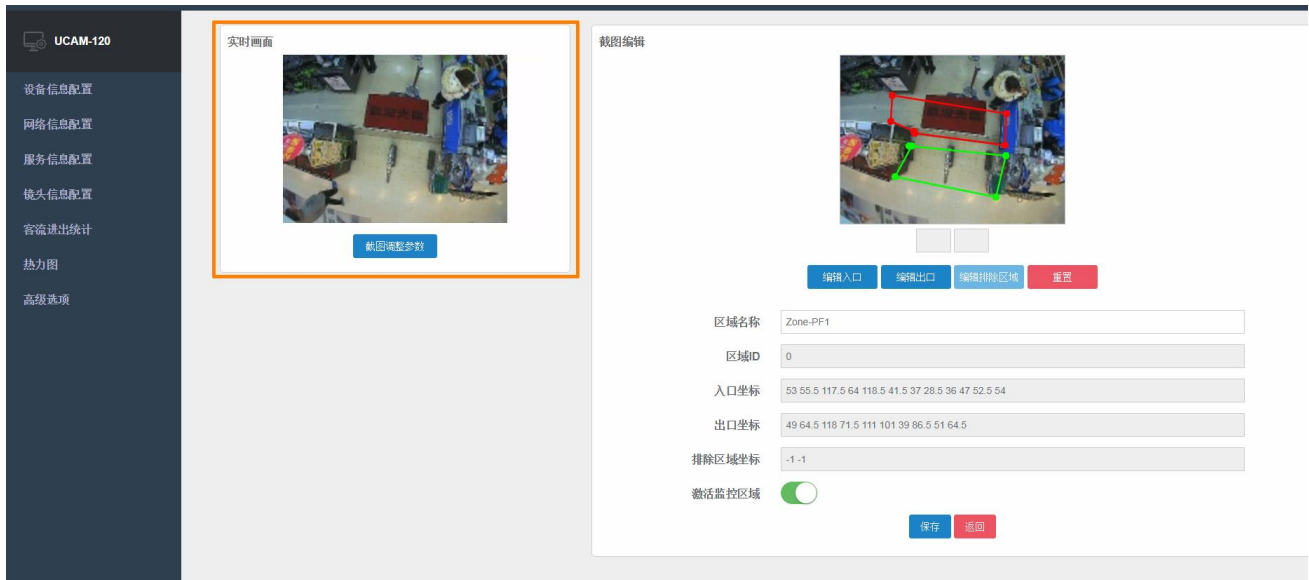 UCAM-120
设备信息配置
网络信息配置
服务信息配置
镜头信息配置
客流进出统计
热力图
高级选项
实时画面
截图调整参数
截图编辑
编辑入口
编辑出口
编辑排除区域
重置
区域名称
Zone-PF1
区域ID
0
入口坐标
53 55.5 117.5 64 118.5 41.5 37 28.5 36 47 52.5 54
出口坐标
49 64.5 118 71.5 111 101 39 86.5 51 64.5
排除区域坐标
-1 -1
激活监控区域
保存
返回